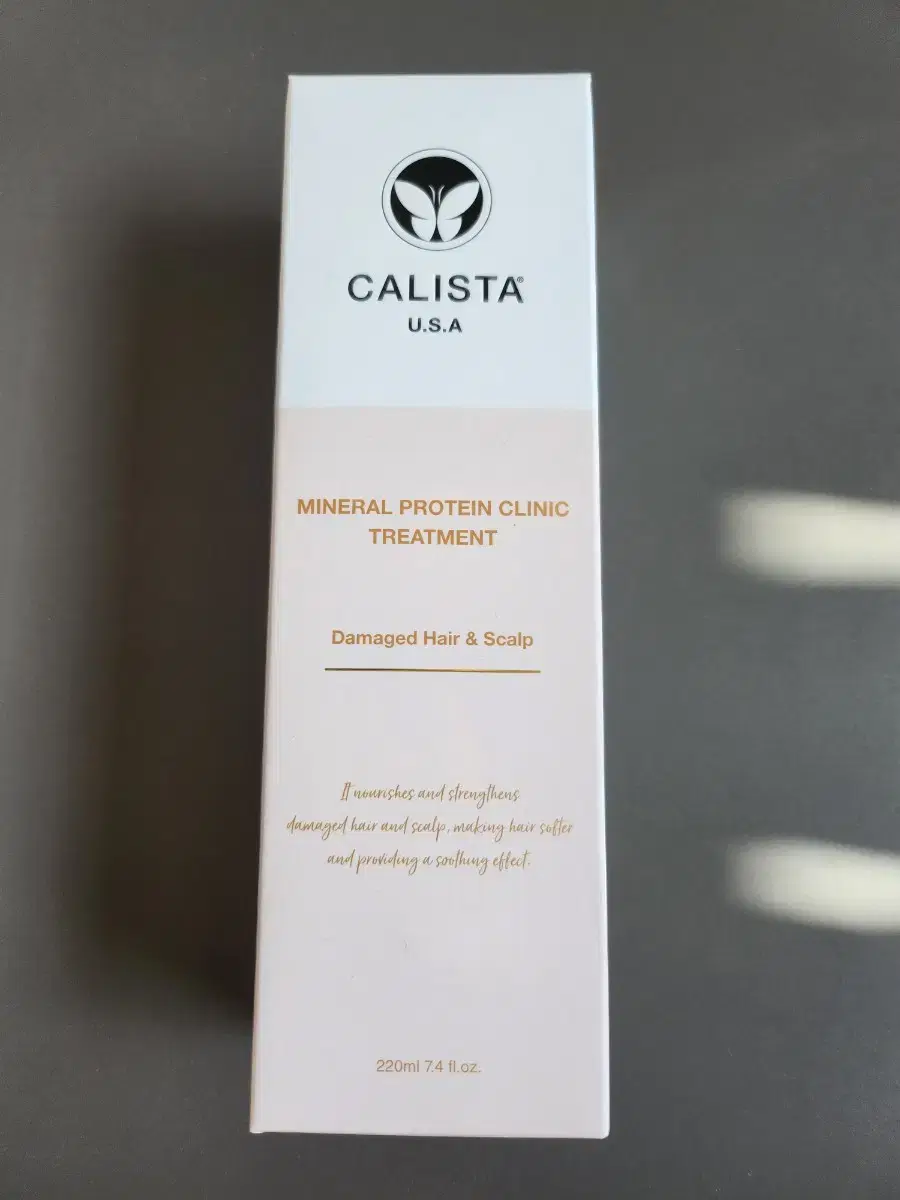 CALISTA®
U.S.A
MINERAL PROTEIN CLINIC
TREATMENT
Damaged Hair & Scalp
It nourishes and strengthens
damaged hair and scalp, making hair softer
and providing a soothing effect.
220ml 7.4 fl.oz.